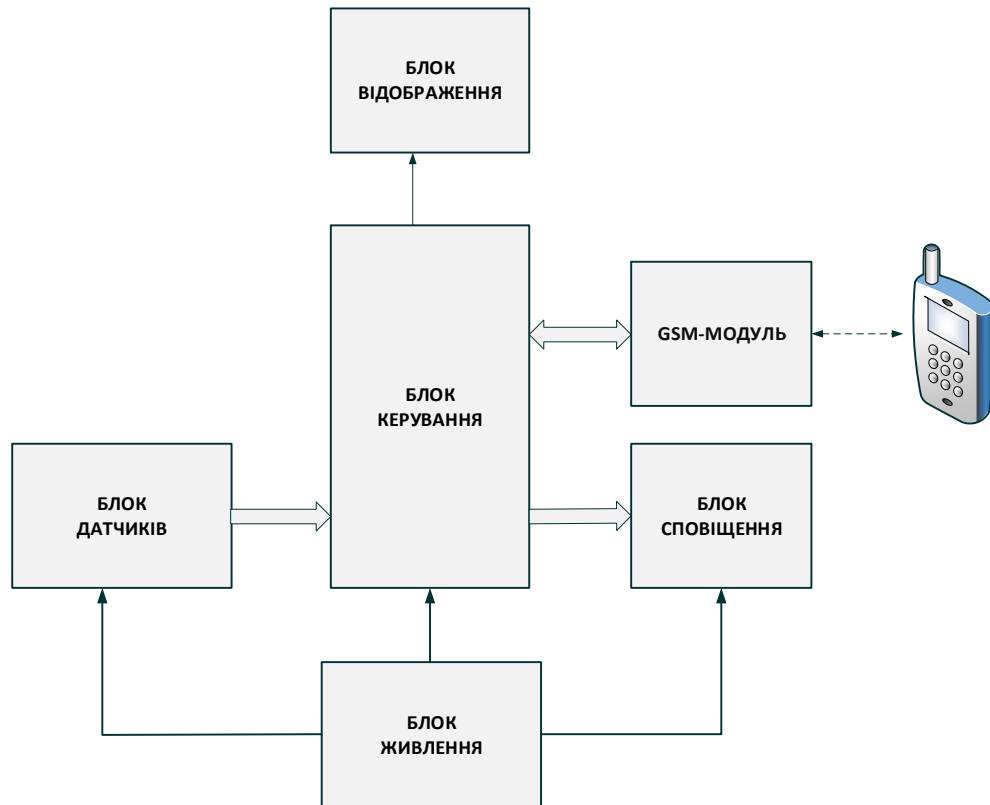 БЛОК
ВІДОБРАЖЕННЯ
БЛОК
КЕРУВАННЯ
GSM-МОДУЛЬ
БЛОК
ДАТЧИКІВ
БЛОК
СПОВІЩЕННЯ
БЛОК
ЖИВЛЕННЯ